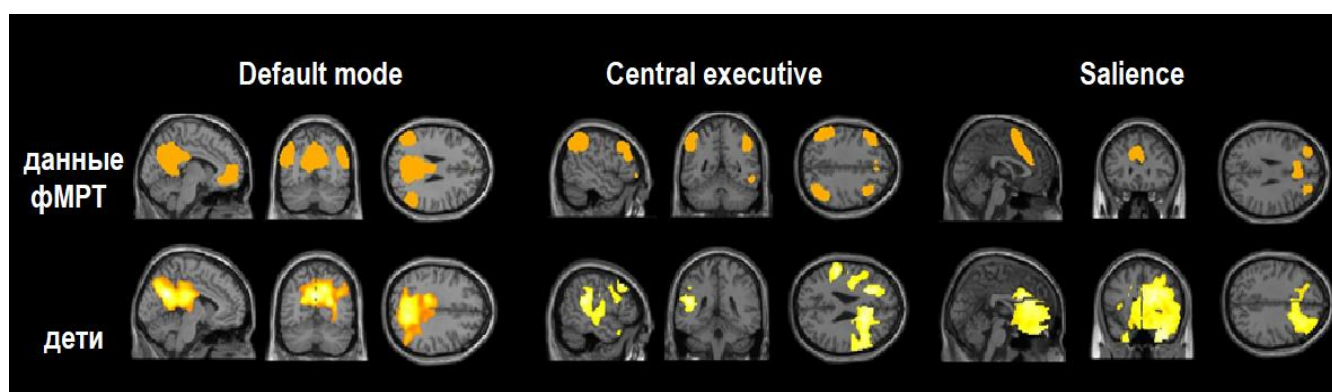 Default mode
Central executive
Salience
данные
фМРТ
дети